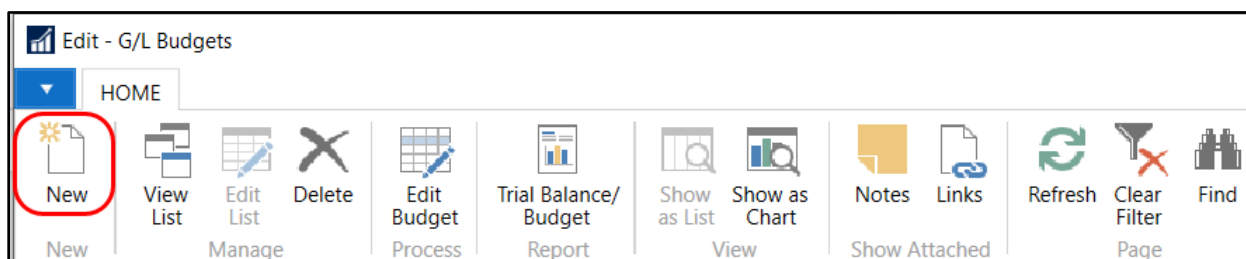 Edit - G/L Budgets
HOME
New View Edit Delete Edit Trial Balance/ Show Show as Notes Links Refresh Clear Find
List List Budget Budget as List Chart Filter
New Manage Process Report View Show Attached Page